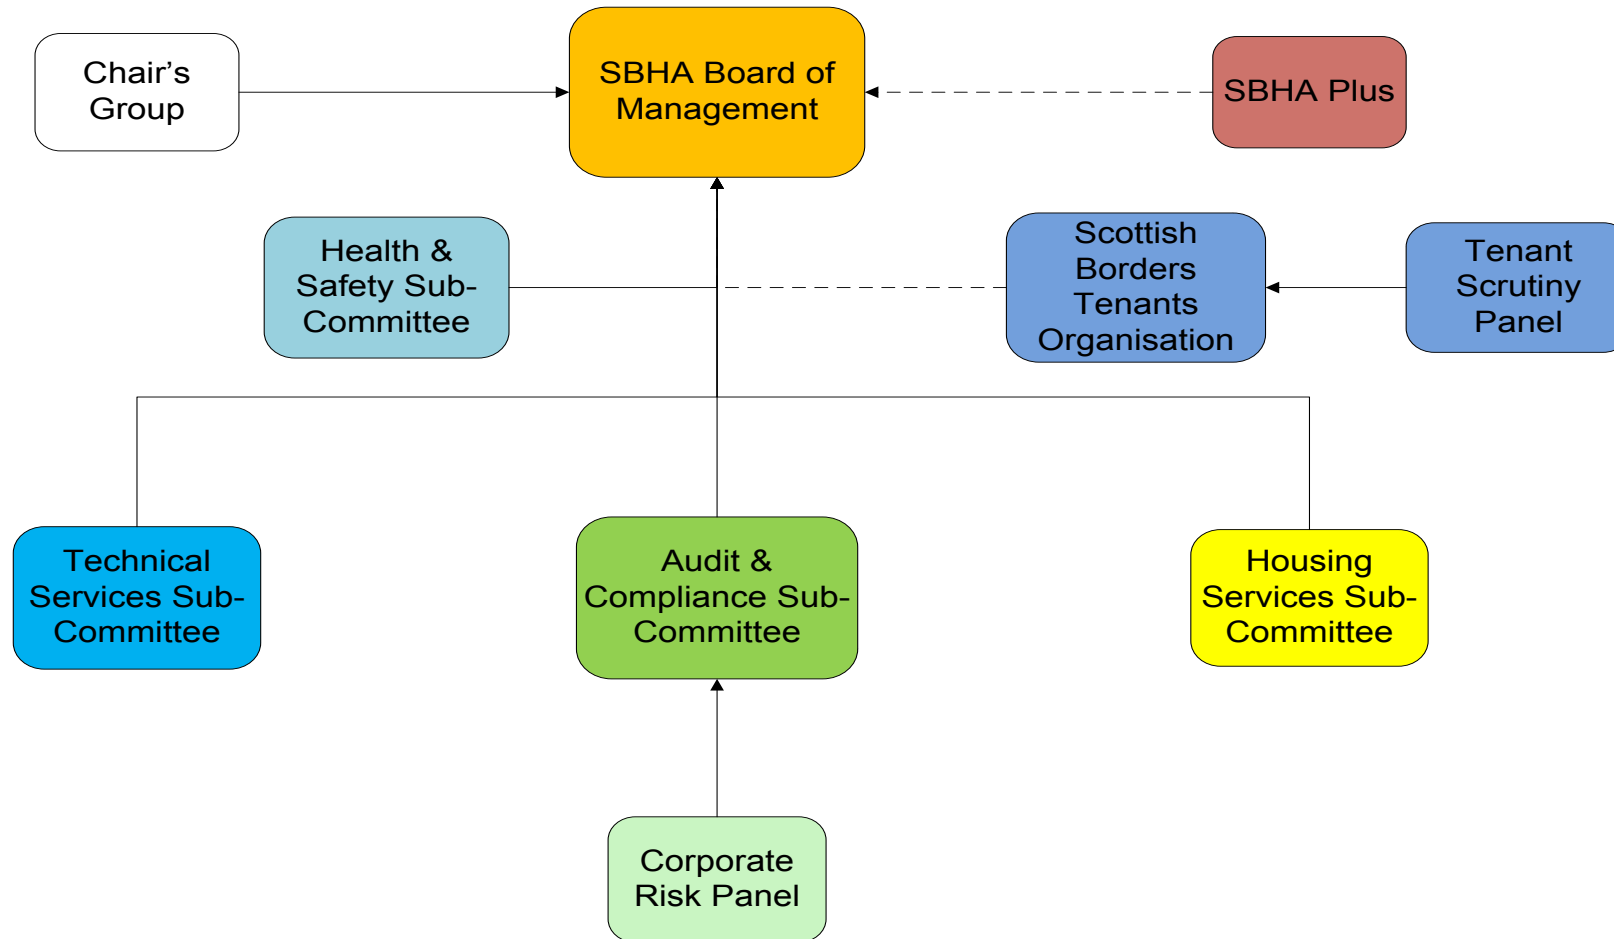 Chair’s
Group
SBHA Board of
Management
SBHA Plus
Health &
Safety Sub-
Committee
Scottish
Borders
Tenants
Organisation
Tenant
Scrutiny
Panel
Technical
Services Sub-
Committee
Audit &
Compliance Sub-
Committee
Housing
Services Sub-
Committee
Corporate
Risk Panel